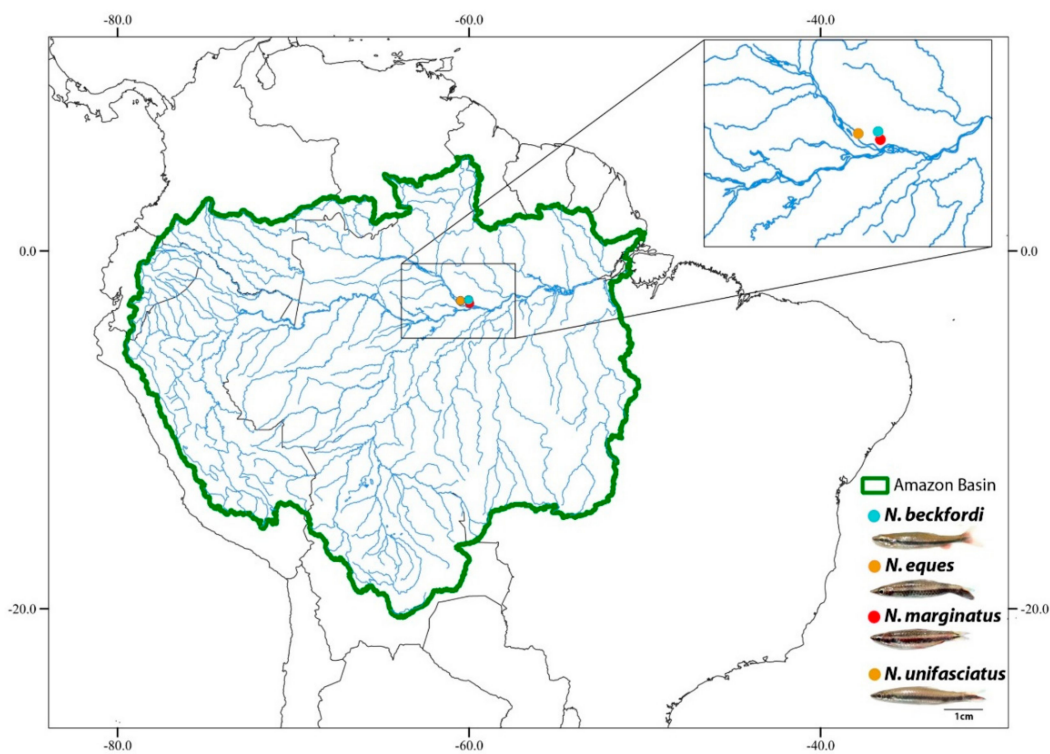 -80.0
-60.0
-40.0
0.0
0.0
Amazon Basin
N. beckfordi
N. eques
N. marginatus
N. unifasciatus
1cm
-20.0
-20.0
-80.0
-60.0
-40.0